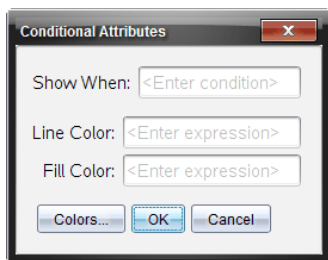 Conditional Attributes
Show When: <Enter condition>
Line Color: <Enter expression>
Fill Color: <Enter expression>
Colors... OK Cancel